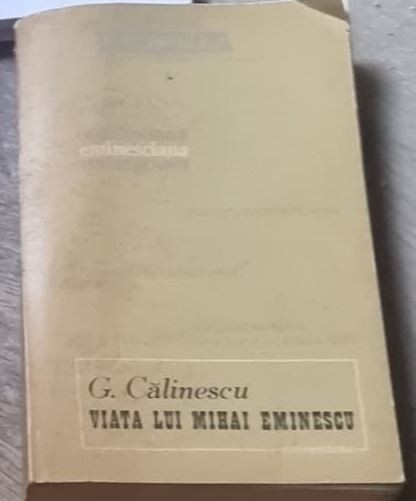 eminesciana
G. Călinescu
VIATA LUI MIHAI EMINESCU